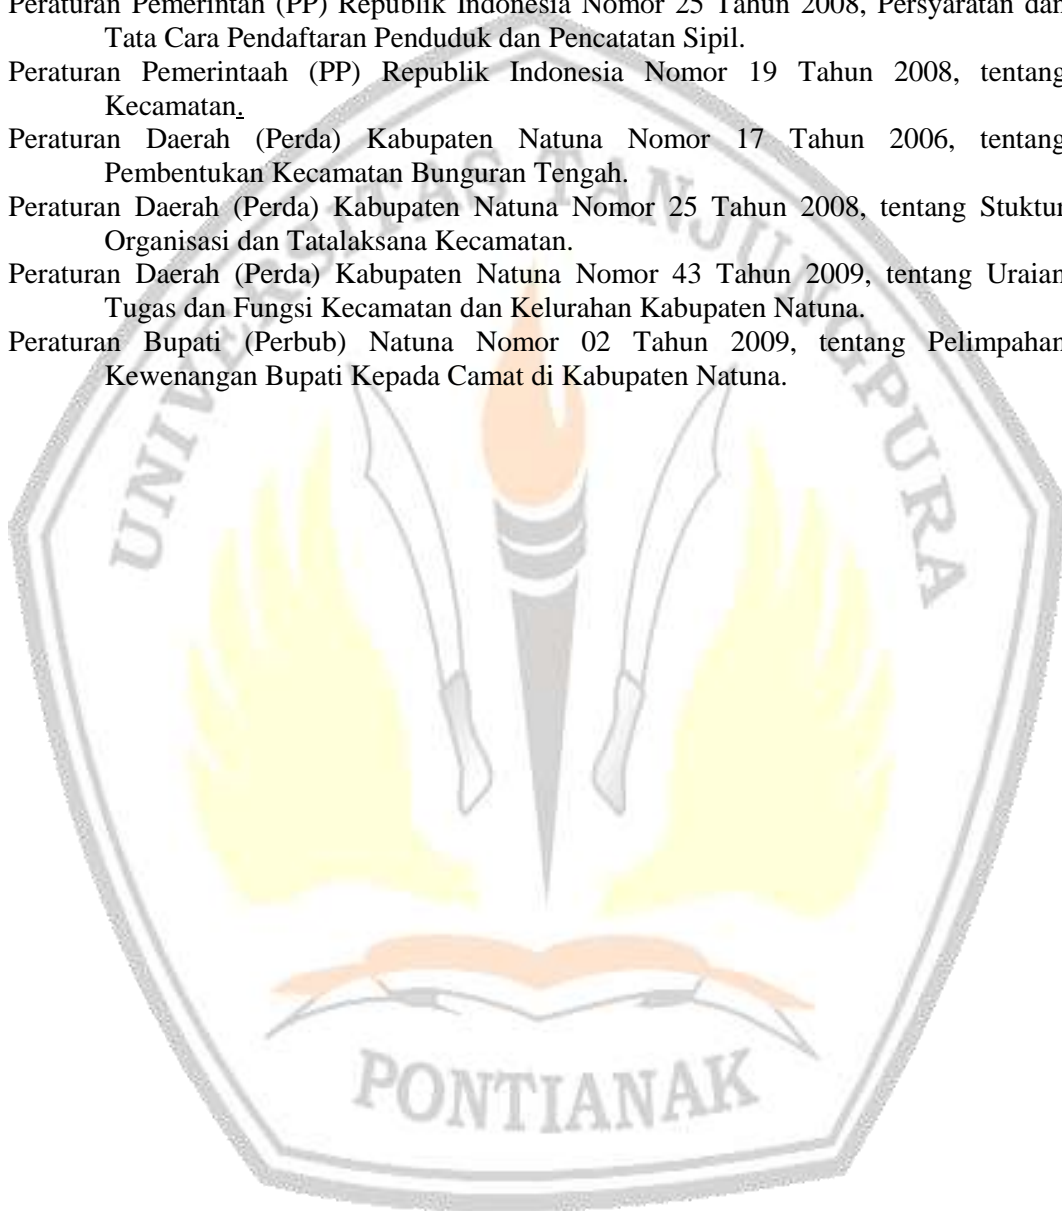 Peraturan Pemerintah (PP) Republik Indonesia Nomor 25 Tahun 2008, Persyaratan dan
Tata Cara Pendaftaran Penduduk dan Pencatatan Sipil.
Peraturan Pemerintaah (PP) Republik Indonesia Nomor 19 Tahun 2008, tentang
Kecamatan.
Peraturan Daerah (Perda) Kabupaten Natuna Nomor 17 Tahun 2006, tentang
Pembentukan Kecamatan Bunguran Tengah.
Peraturan Daerah (Perda) Kabupaten Natuna Nomor 25 Tahun 2008, tentang Stuktur
Organisasi dan Tatalaksana Kecamatan.
Peraturan Daerah (Perda) Kabupaten Natuna Nomor 43 Tahun 2009, tentang Uraian
Tugas dan Fungsi Kecamatan dan Kelurahan Kabupaten Natuna.
Peraturan Bupati (Perbub) Natuna Nomor 02 Tahun 2009, tentang Pelimpahan
Kewenangan Bupati Kepada Camat di Kabupaten Natuna.
UNIVERSITAS TANJUNGPURA
PONTIANAK